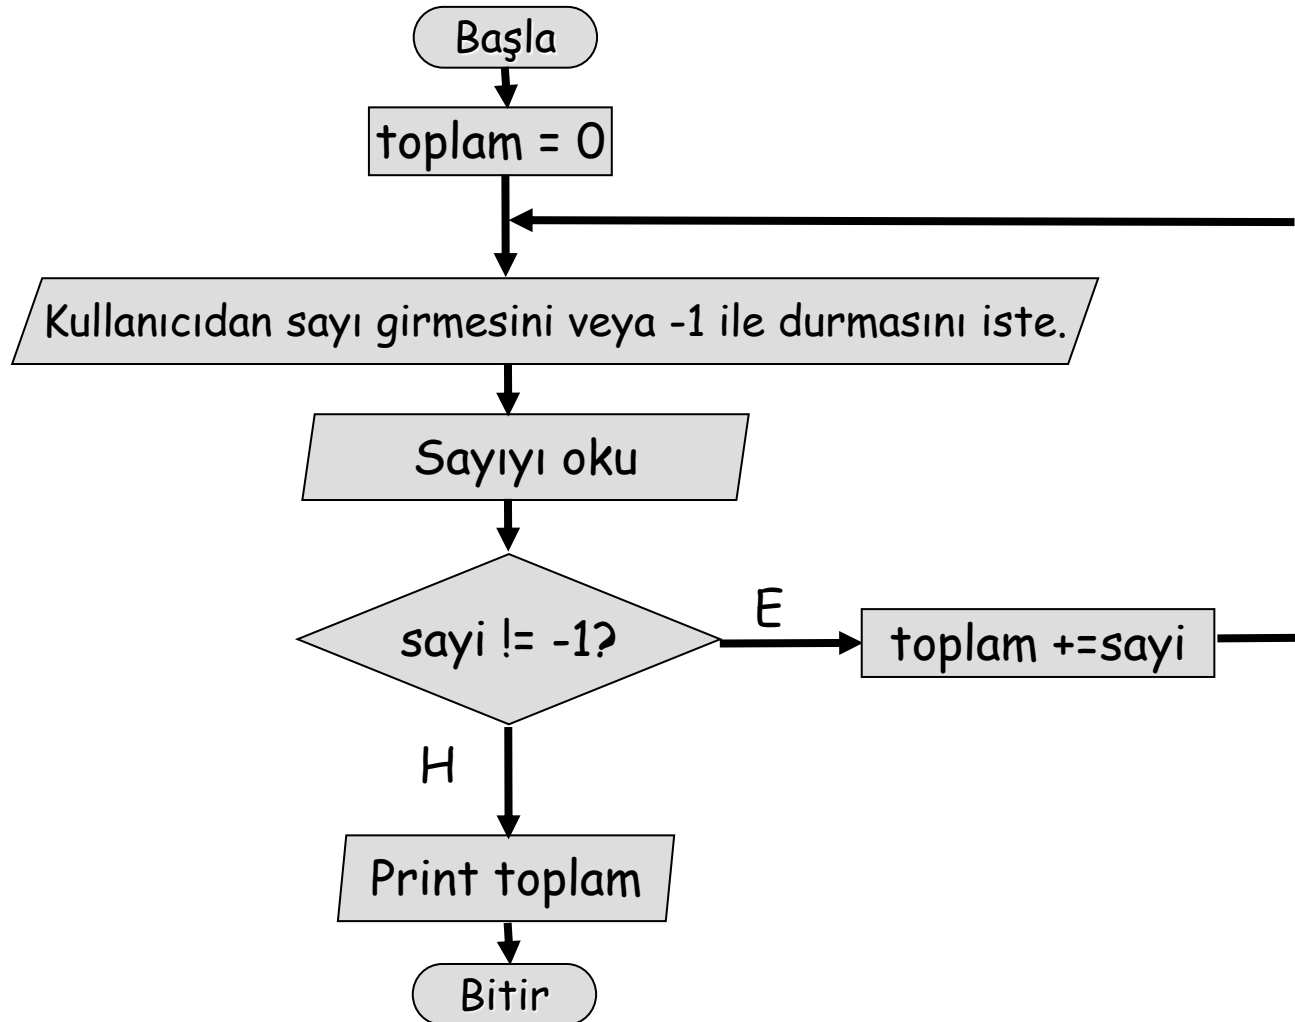 Başla
toplam = 0
Kullanıcıdan sayı girmesini veya -1 ile durmasını iste.
Sayıyı oku
sayi != -1?
E
toplam +=sayi
H
Print toplam
Bitir